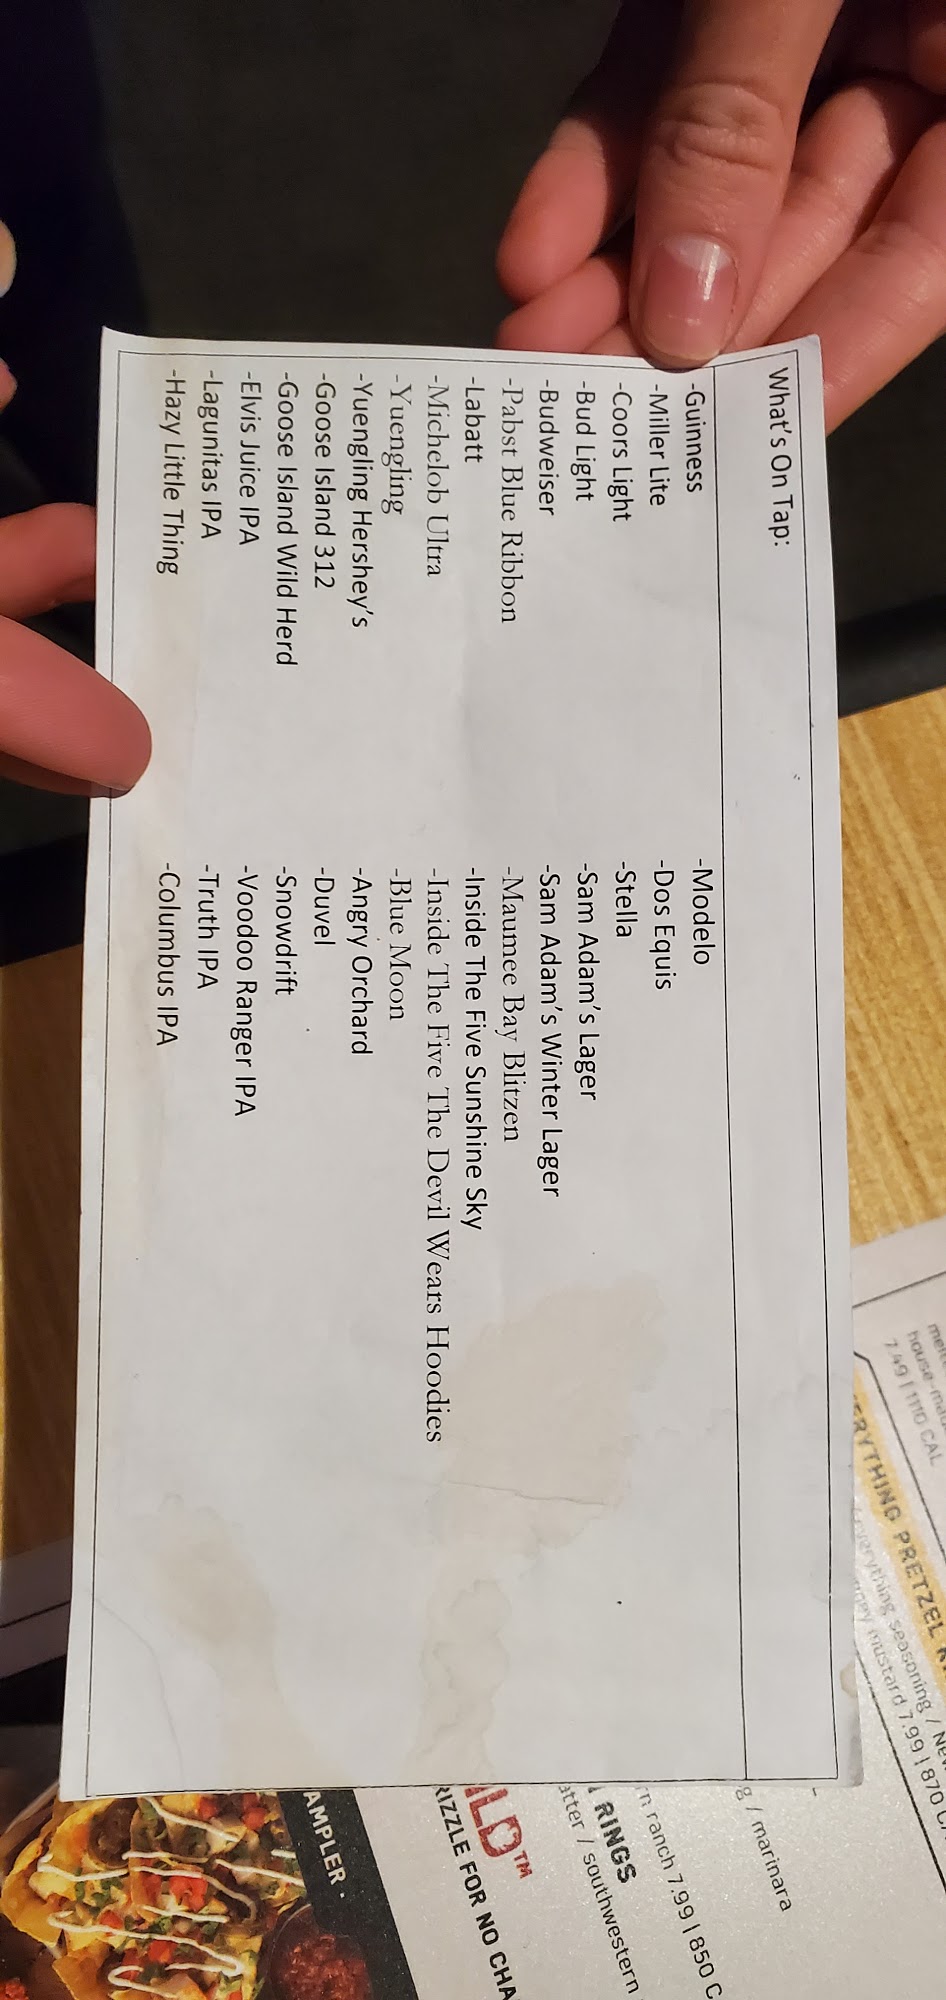 What's On Tap:
-Guinness
-Miller Lite
-Coors Light
-Bud Light
-Budweiser
-Pabst Blue Ribbon
-Labatt
-Michelob Ultra
-Yuengling
-Yuengling Hershey's
-Goose Island 312
-Goose Island Wild Herd
-Elvis Juice IPA
-Lagunitas IPA
-Hazy Little Thing
-Modelo
-Dos Equis
-Stella
-Sam Adam's Lager
-Sam Adam's Winter Lager
-Maumee Bay Blitzen
-Inside The Five Sunshine Sky
-Inside The Five The Devil Wears Hoodies
-Blue Moon
-Angry Orchard
-Duvel
-Snowdrift
-Voodoo Ranger IPA
-Truth IPA
-Columbus IPA
7.49 | 1110 CAL
PRETZEL
everything seasoning /
mustard 7.99 | 870
/ marinara
ranch 7.99 | 850 C
RINGS
/ southwestern
™
FOR NO